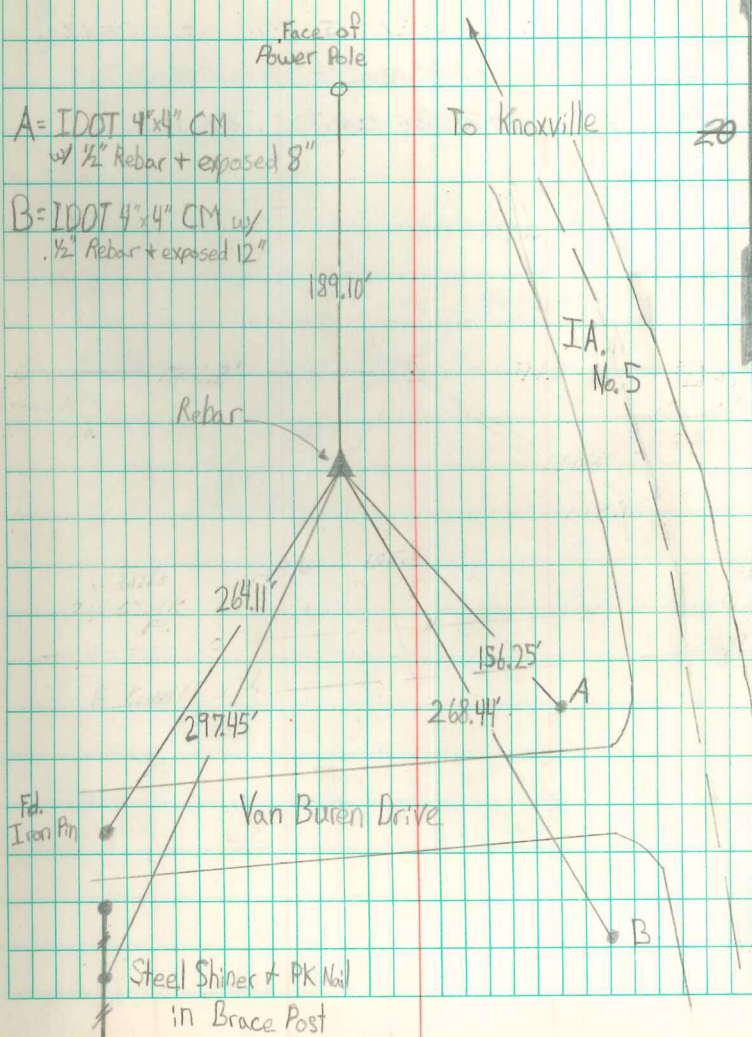 Face of
Power Pole
To Knoxville
20
A= IDOT 4"x4" CM
w/ 1/2" Rebar + exposed 8"
B= IDOT 4"x4" CM w/
1/2" Rebar + exposed 12"
189.10'
IA.
No. 5
Rebar
264.11'
156.25'
A
297.45'
268.44'
Fd.
Iron Pin
Van Buren Drive
B
Steel Shiner + PK Nail
in Brace Post